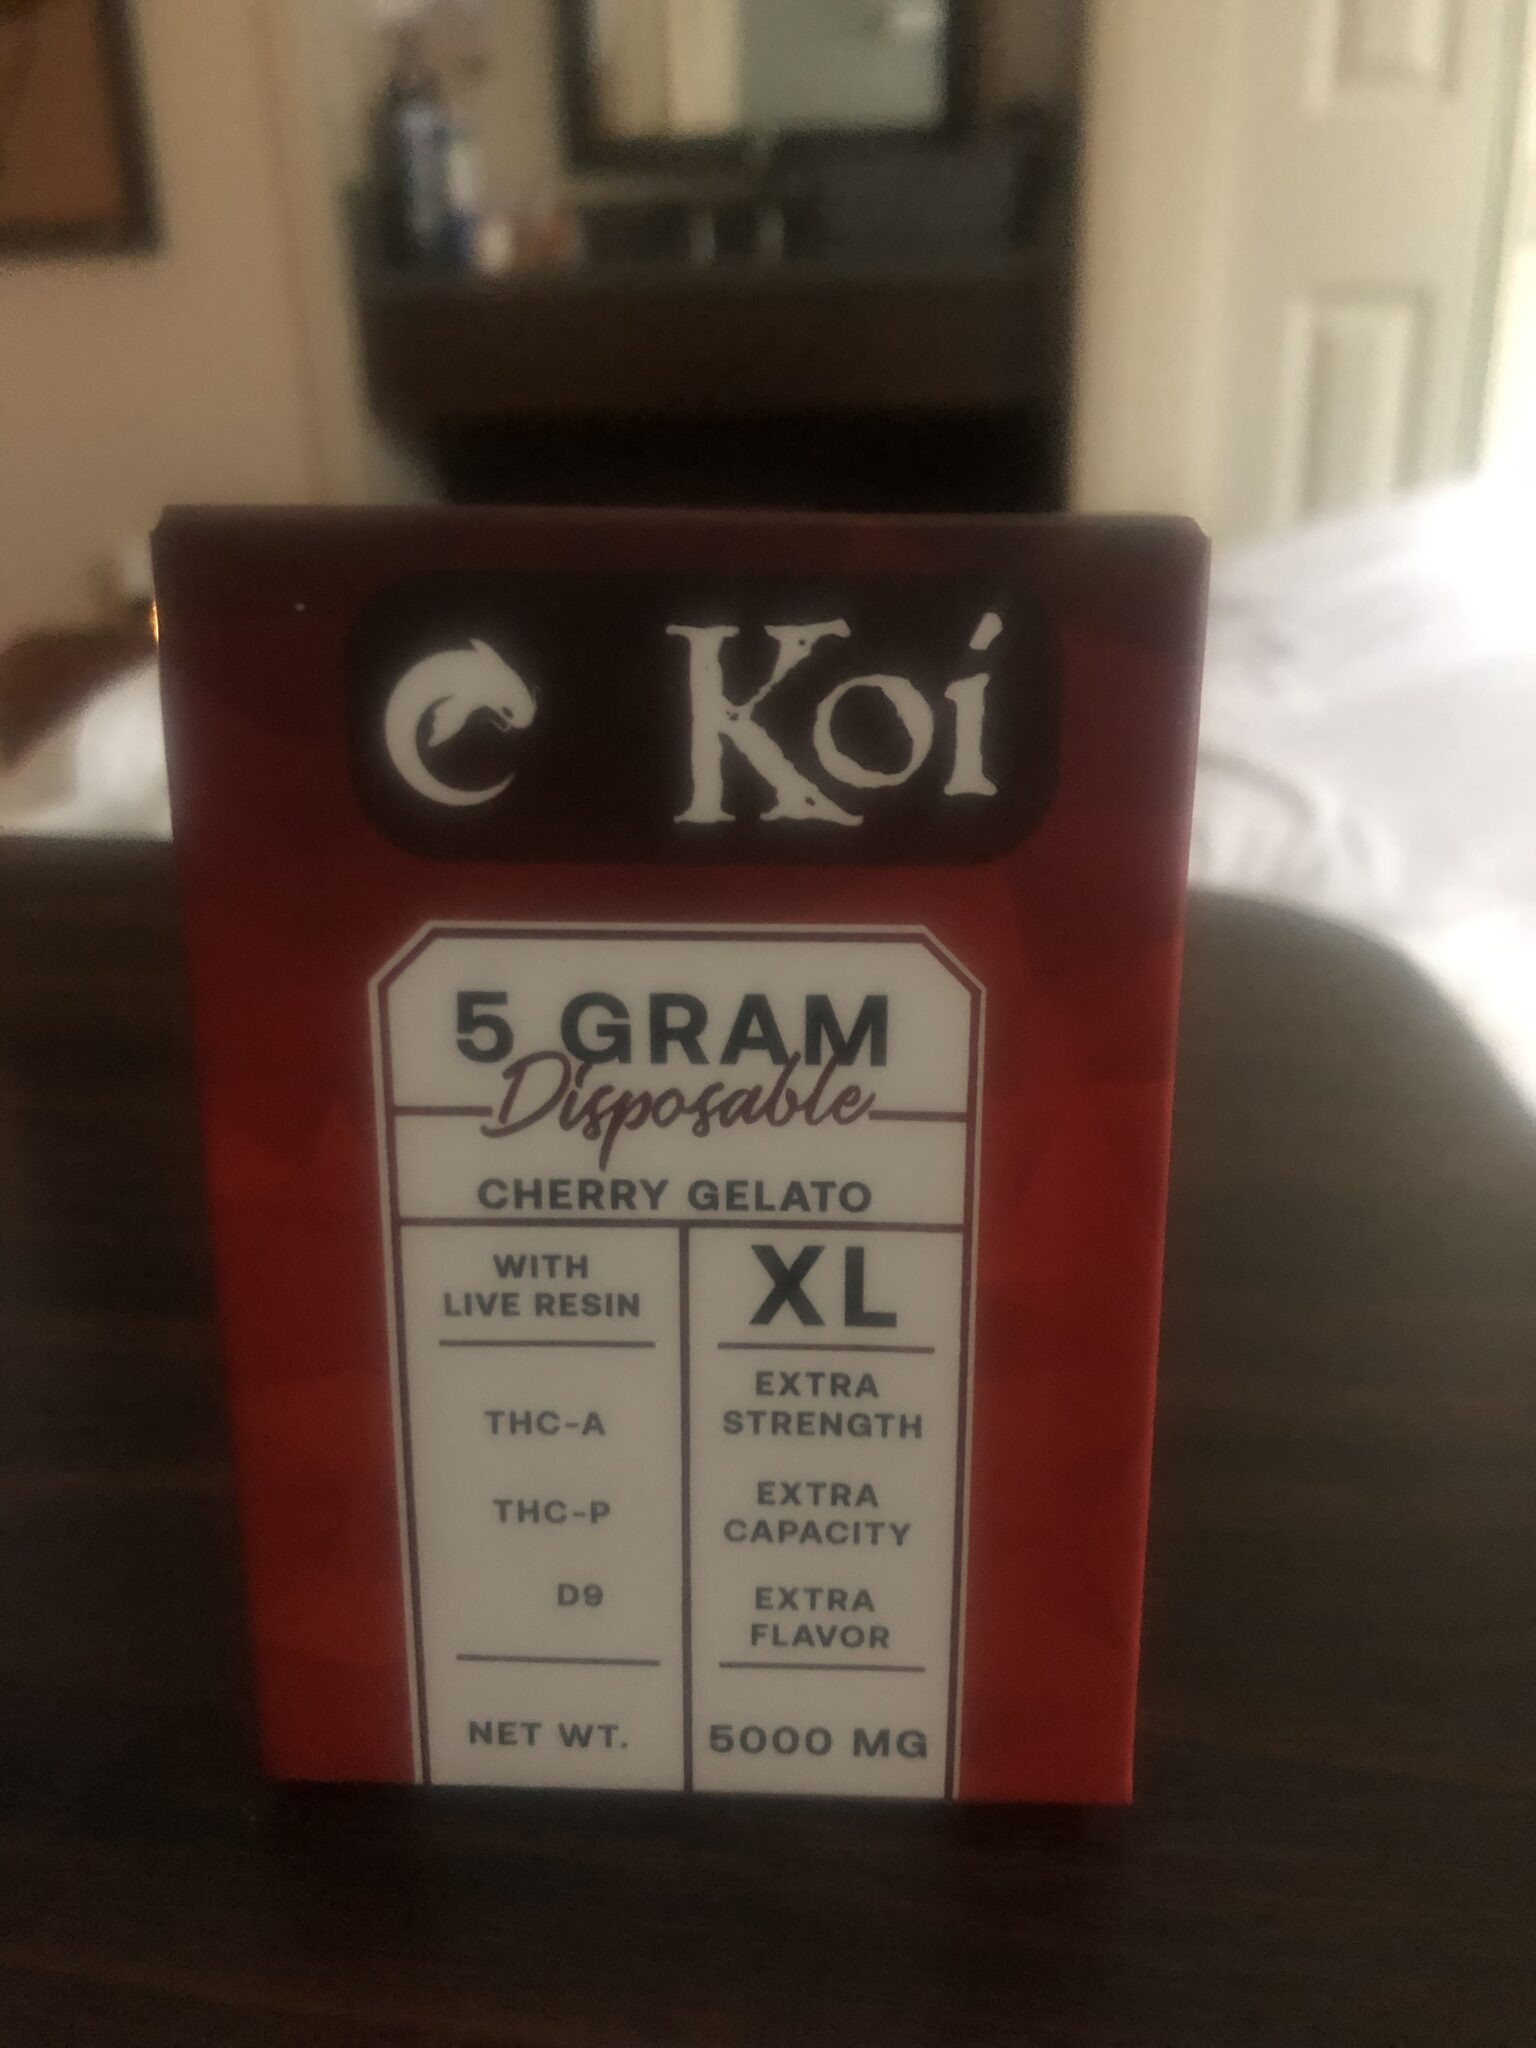 Koi
5 GRAM
Disposable
CHERRY GELATO
WITH
LIVE RESIN
THC-A
THC-P
D9
NET WT.
XL
EXTRA
STRENGTH
EXTRA
CAPACITY
EXTRA
FLAVOR
5000 MG